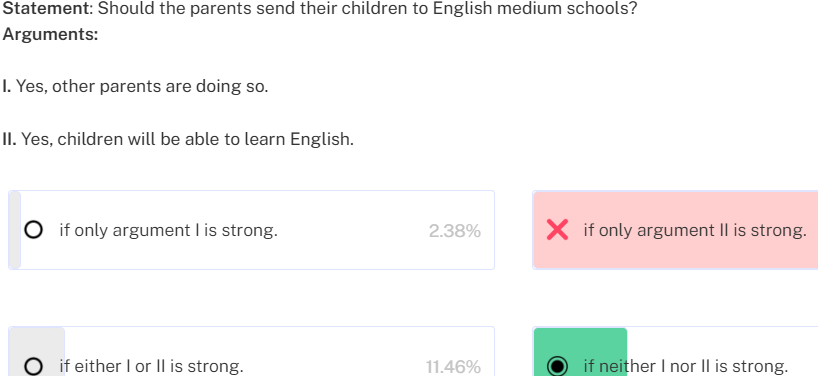 Statement: Should the parents send their children to English medium schools?
Arguments:
I. Yes, other parents are doing so.
II. Yes, children will be able to learn English.
if only argument I is strong. 2.38%
if only argument II is strong.
if either I or II is strong. 11.46%
if neither I nor II is strong.